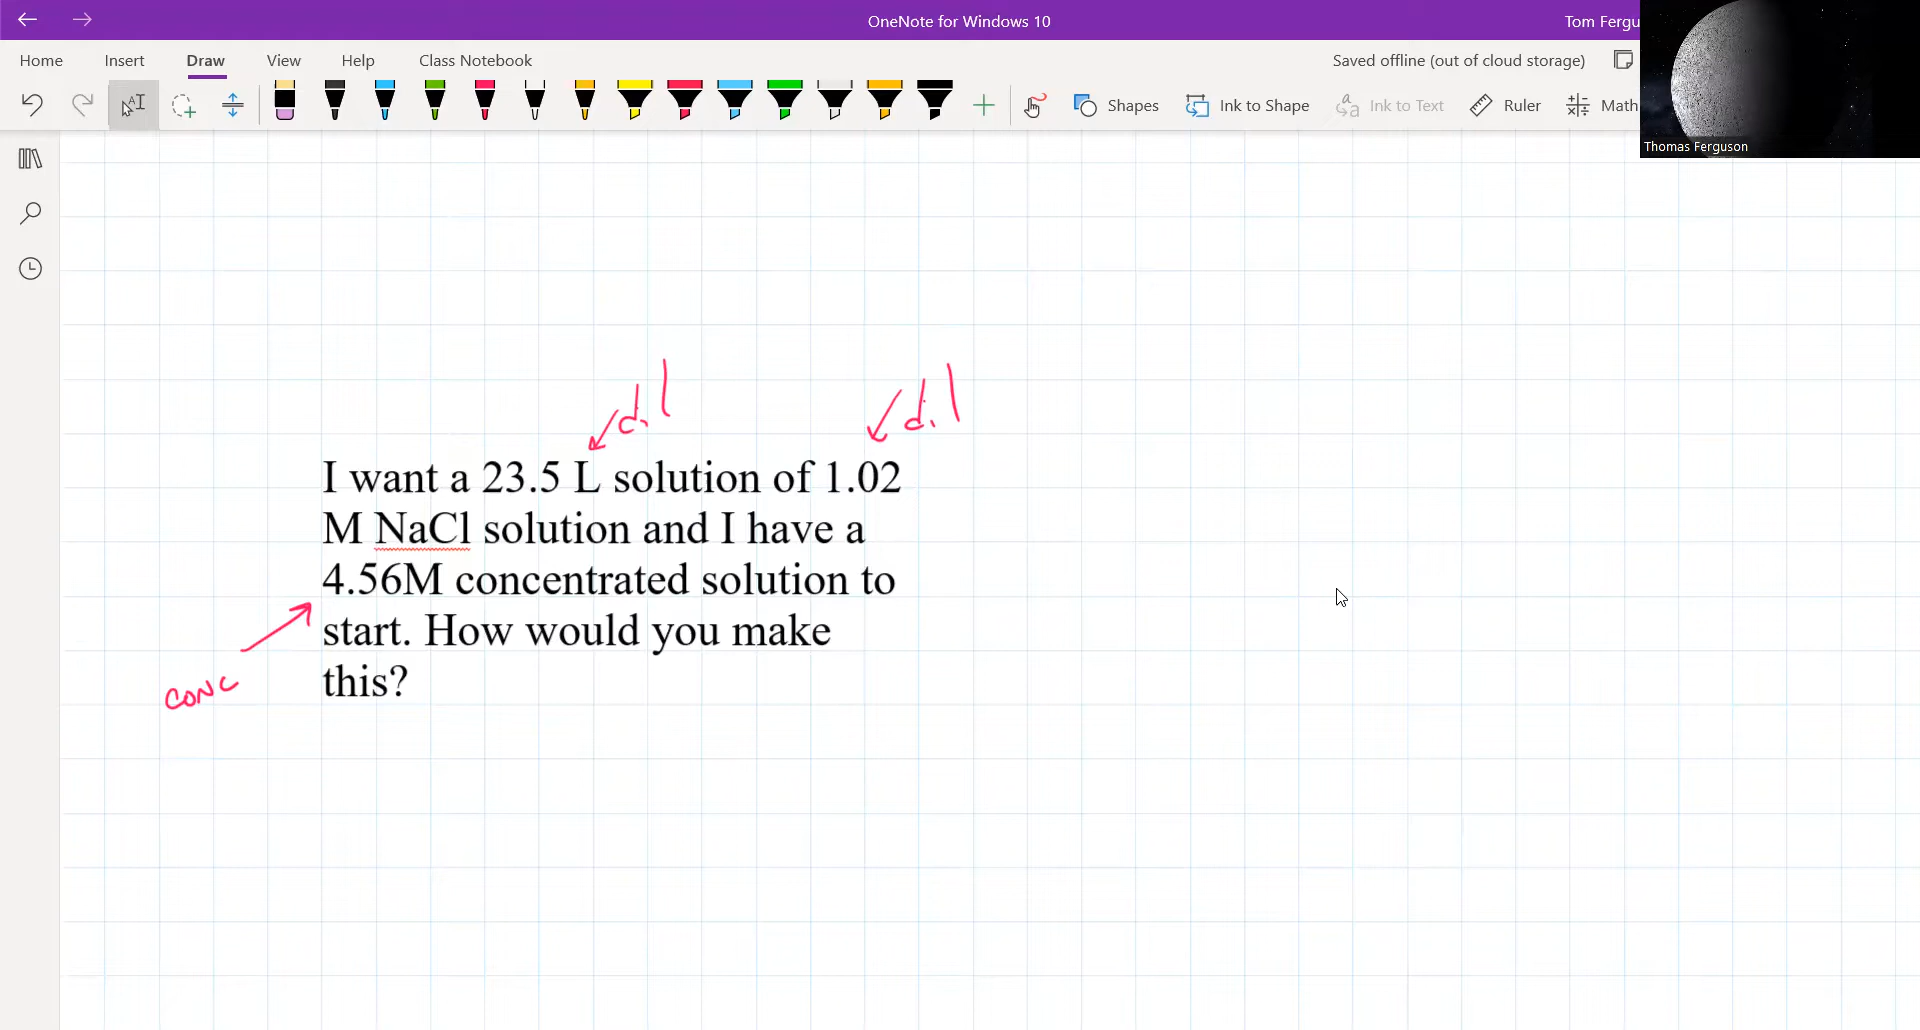 OneNote for Windows 10
Tom Fergu
Home Insert Draw View Help Class Notebook
Saved offline (out of cloud storage)
Shapes Ink to Shape Ink to Text Ruler Math
Thomas Ferguson
dil dil
I want a 23.5 L solution of 1.02
M NaCl solution and I have a
4.56M concentrated solution to
start. How would you make
this?
conc